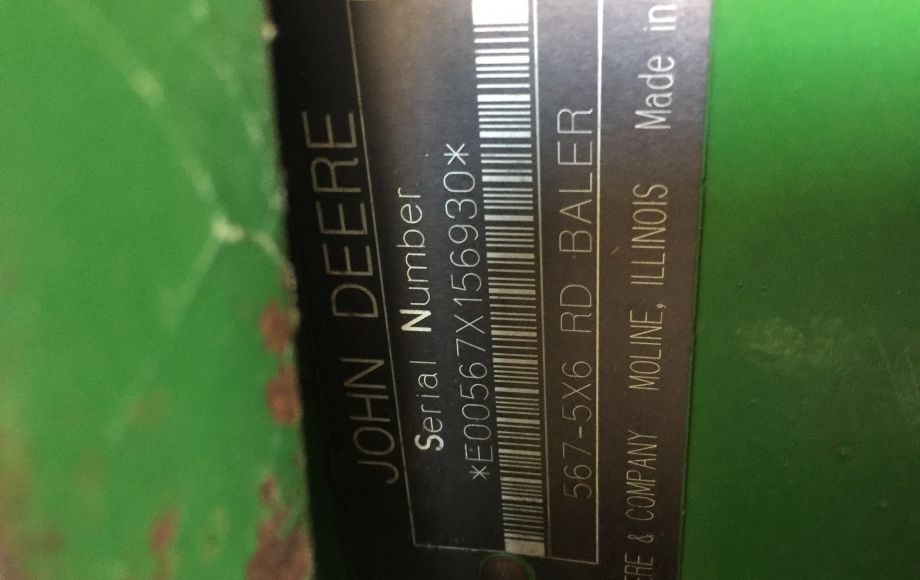 JOHN DEERE
Serial Number
*E00567X156930*
567-5X6 RD BALER
ERE & COMPANY MOLINE, ILLINOIS Made in